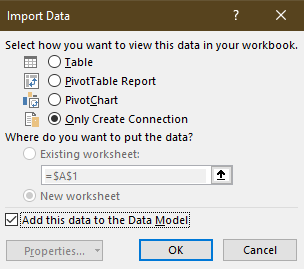 Import Data
? ×
Select how you want to view this data in your workbook.
Table
PivotTable Report
PivotChart
Only Create Connection
Where do you want to put the data?
Existing worksheet:
=$A$1
New worksheet
Add this data to the Data Model
Properties...
OK
Cancel